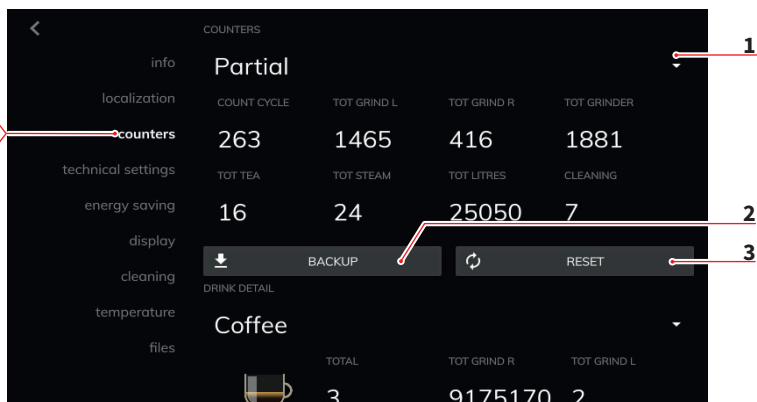 COUNTERS
1
info
Partial
localization
COUNT CYCLE TOT GRIND L TOT GRIND R TOT GRINDER
counters
263 1465 416 1881
technical settings
TOT TEA TOT STEAM TOT LITRES CLEANING
energy saving
16 24 25050 7
2
display
BACKUP RESET
3
cleaning
DRINK DETAIL
temperature
Coffee
files
TOTAL TOT GRIND R TOT GRIND L
3 9175170 2